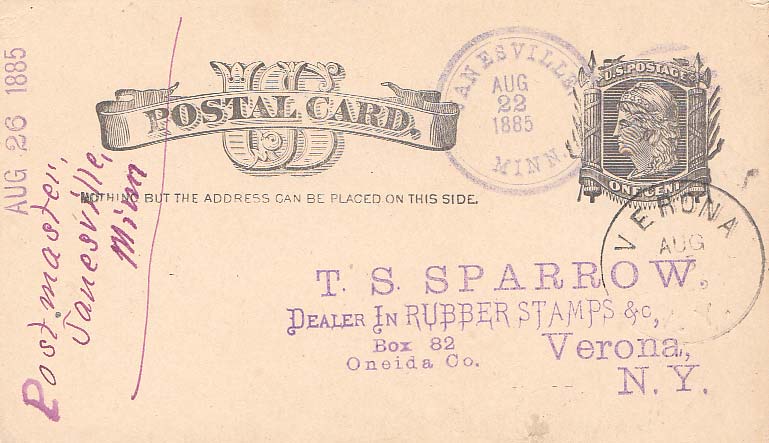 AUG 26 1885
Postmaster,
Janesville,
Minn
US
POSTAL CARD.
NOTHING BUT THE ADDRESS CAN BE PLACED ON THIS SIDE.
JANESVILLE
AUG
22
1885
MINN.
U.S. POSTAGE
ONE CENT
VERONA
AUG
T. S. SPARROW,
DEALER IN RUBBER STAMPS &c,
Box 82
Verona,
Oneida Co.
N. Y.